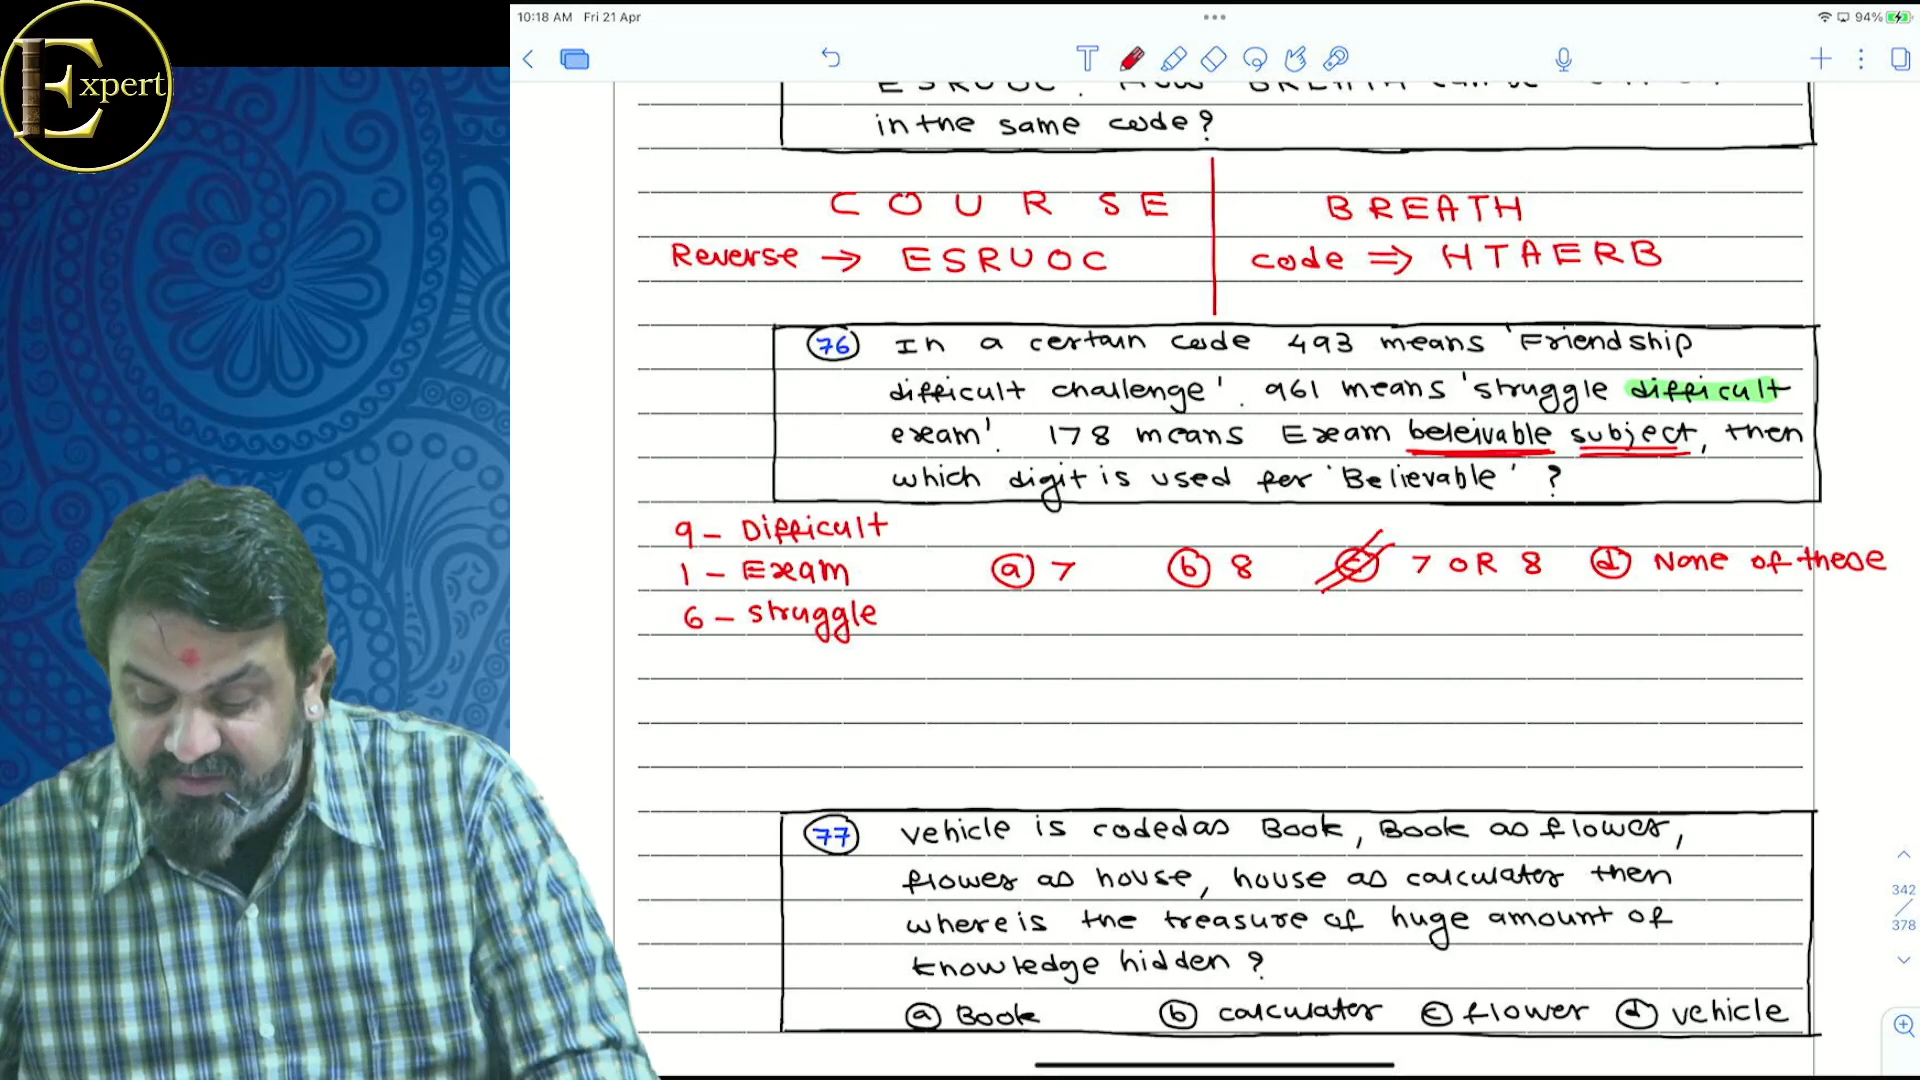 Expert
10:18 AM Fri 21 Apr
94%
in the same code?
C O U R S E
BREATH
Reverse → ESRUOC
code ⇒ HTAERB
76 In a certain code 493 means 'Friendship
difficult challenge'. 961 means 'struggle difficult
exam'. 178 means Exam beleivable subject, then
which digit is used for 'Believable' ?
9 - Difficult
1 - Exam
6 - struggle
a 7 b 8 c 7 OR 8 d None of these
77 Vehicle is coded as Book, Book as flower,
flower as house, house as calculator then
where is the treasure of huge amount of
knowledge hidden ?
a Book b calculator c flower d vehicle
342
378